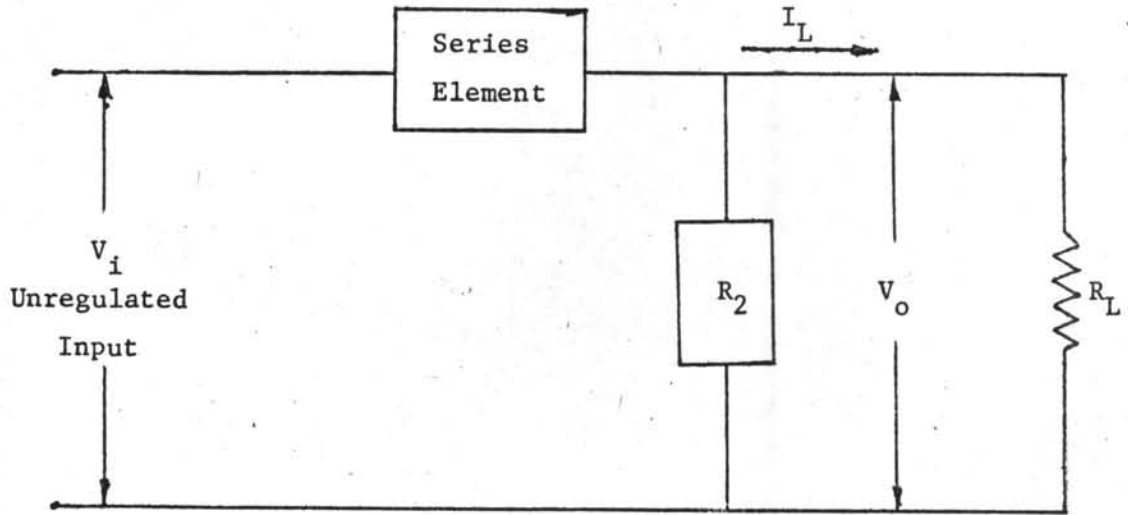 Series
Element
I_L
V_i
Unregulated
Input
R_2
V_o
R_L